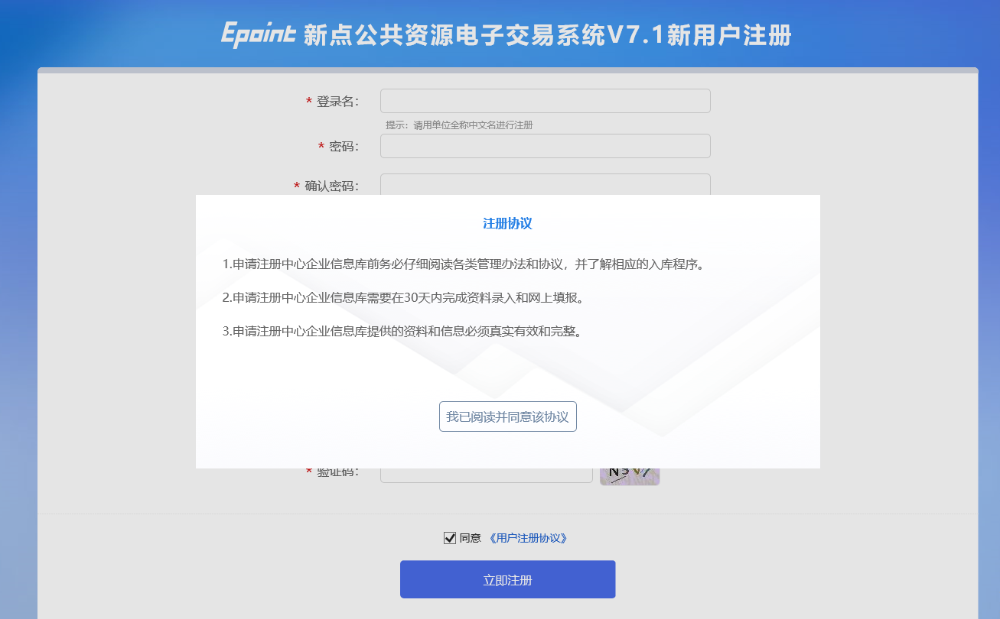 Epoint 新点公共资源电子交易系统V7.1新用户注册
* 登录名：
提示：请用单位全称中文名进行注册
* 密码：
* 确认密码：
注册协议
1.申请注册中心企业信息库前务必仔细阅读各类管理办法和协议，并了解相应的入库程序。
2.申请注册中心企业信息库需要在30天内完成资料录入和网上填报。
3.申请注册中心企业信息库提供的资料和信息必须真实有效和完整。
我已阅读并同意该协议
* 验证码：
同意 《用户注册协议》
立即注册